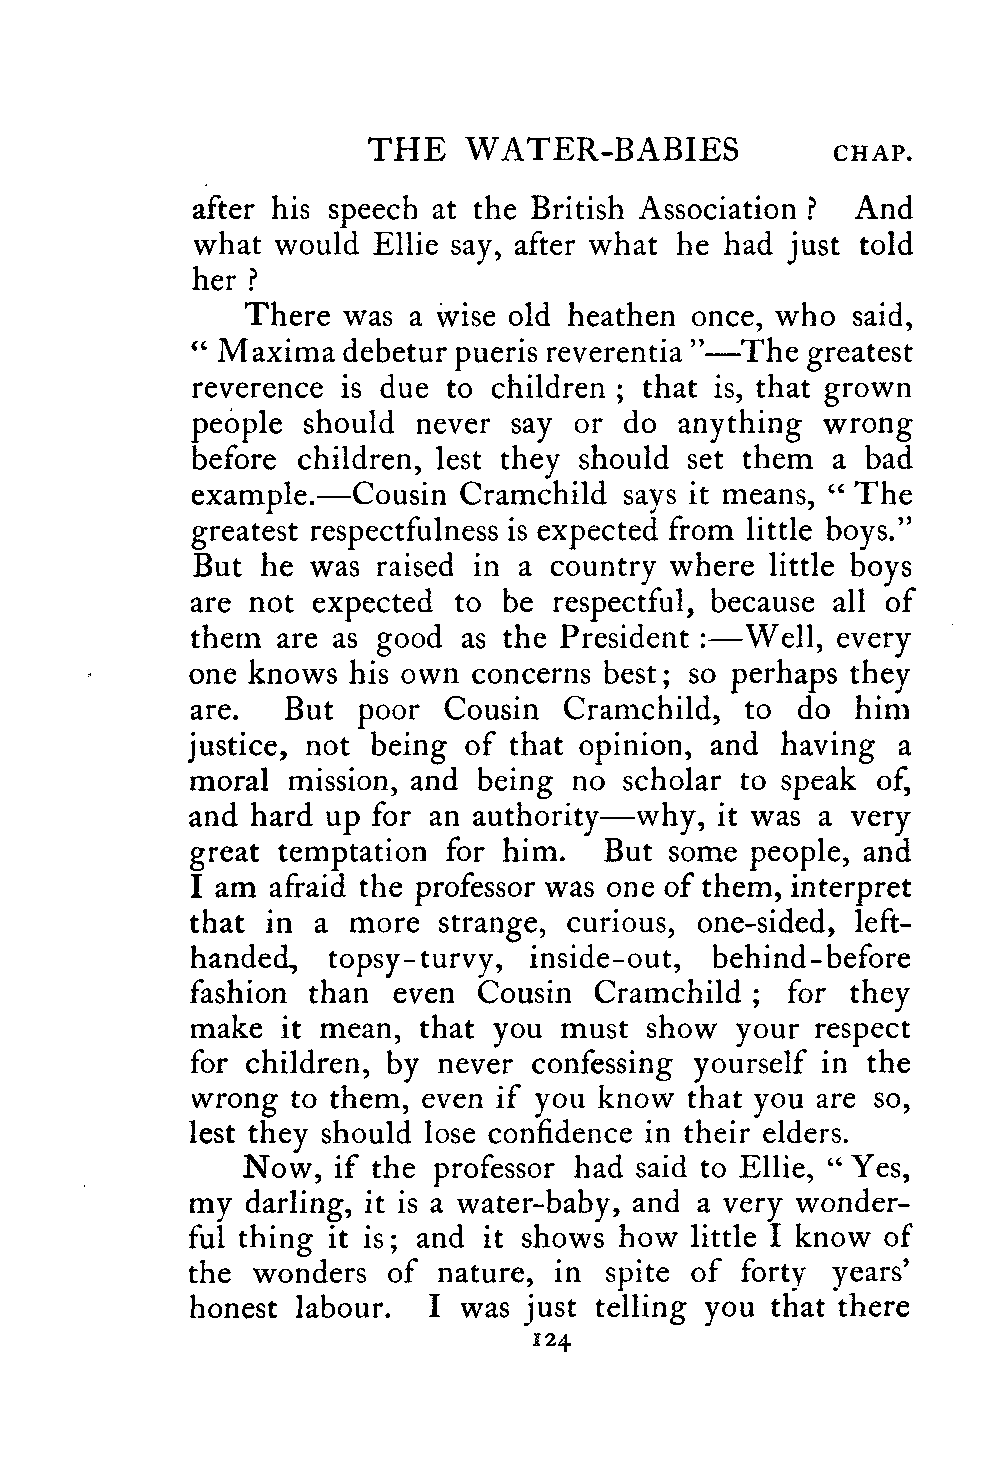 THE WATER-BABIES CHAP.
after his speech at the British Association ? And
what would Ellie say, after what he had just told
her ?
There was a wise old heathen once, who said,
“ Maxima debetur pueris reverentia ”—The greatest
reverence is due to children ; that is, that grown
people should never say or do anything wrong
before children, lest they should set them a bad
example.—Cousin Cramchild says it means, “ The
greatest respectfulness is expected from little boys.”
But he was raised in a country where little boys
are not expected to be respectful, because all of
them are as good as the President :—Well, every
one knows his own concerns best ; so perhaps they
are. But poor Cousin Cramchild, to do him
justice, not being of that opinion, and having a
moral mission, and being no scholar to speak of,
and hard up for an authority—why, it was a very
great temptation for him. But some people, and
I am afraid the professor was one of them, interpret
that in a more strange, curious, one-sided, left-
handed, topsy-turvy, inside-out, behind-before
fashion than even Cousin Cramchild ; for they
make it mean, that you must show your respect
for children, by never confessing yourself in the
wrong to them, even if you know that you are so,
lest they should lose confidence in their elders.
Now, if the professor had said to Ellie, “ Yes,
my darling, it is a water-baby, and a very wonder-
ful thing it is ; and it shows how little I know of
the wonders of nature, in spite of forty years’
honest labour. I was just telling you that there
124